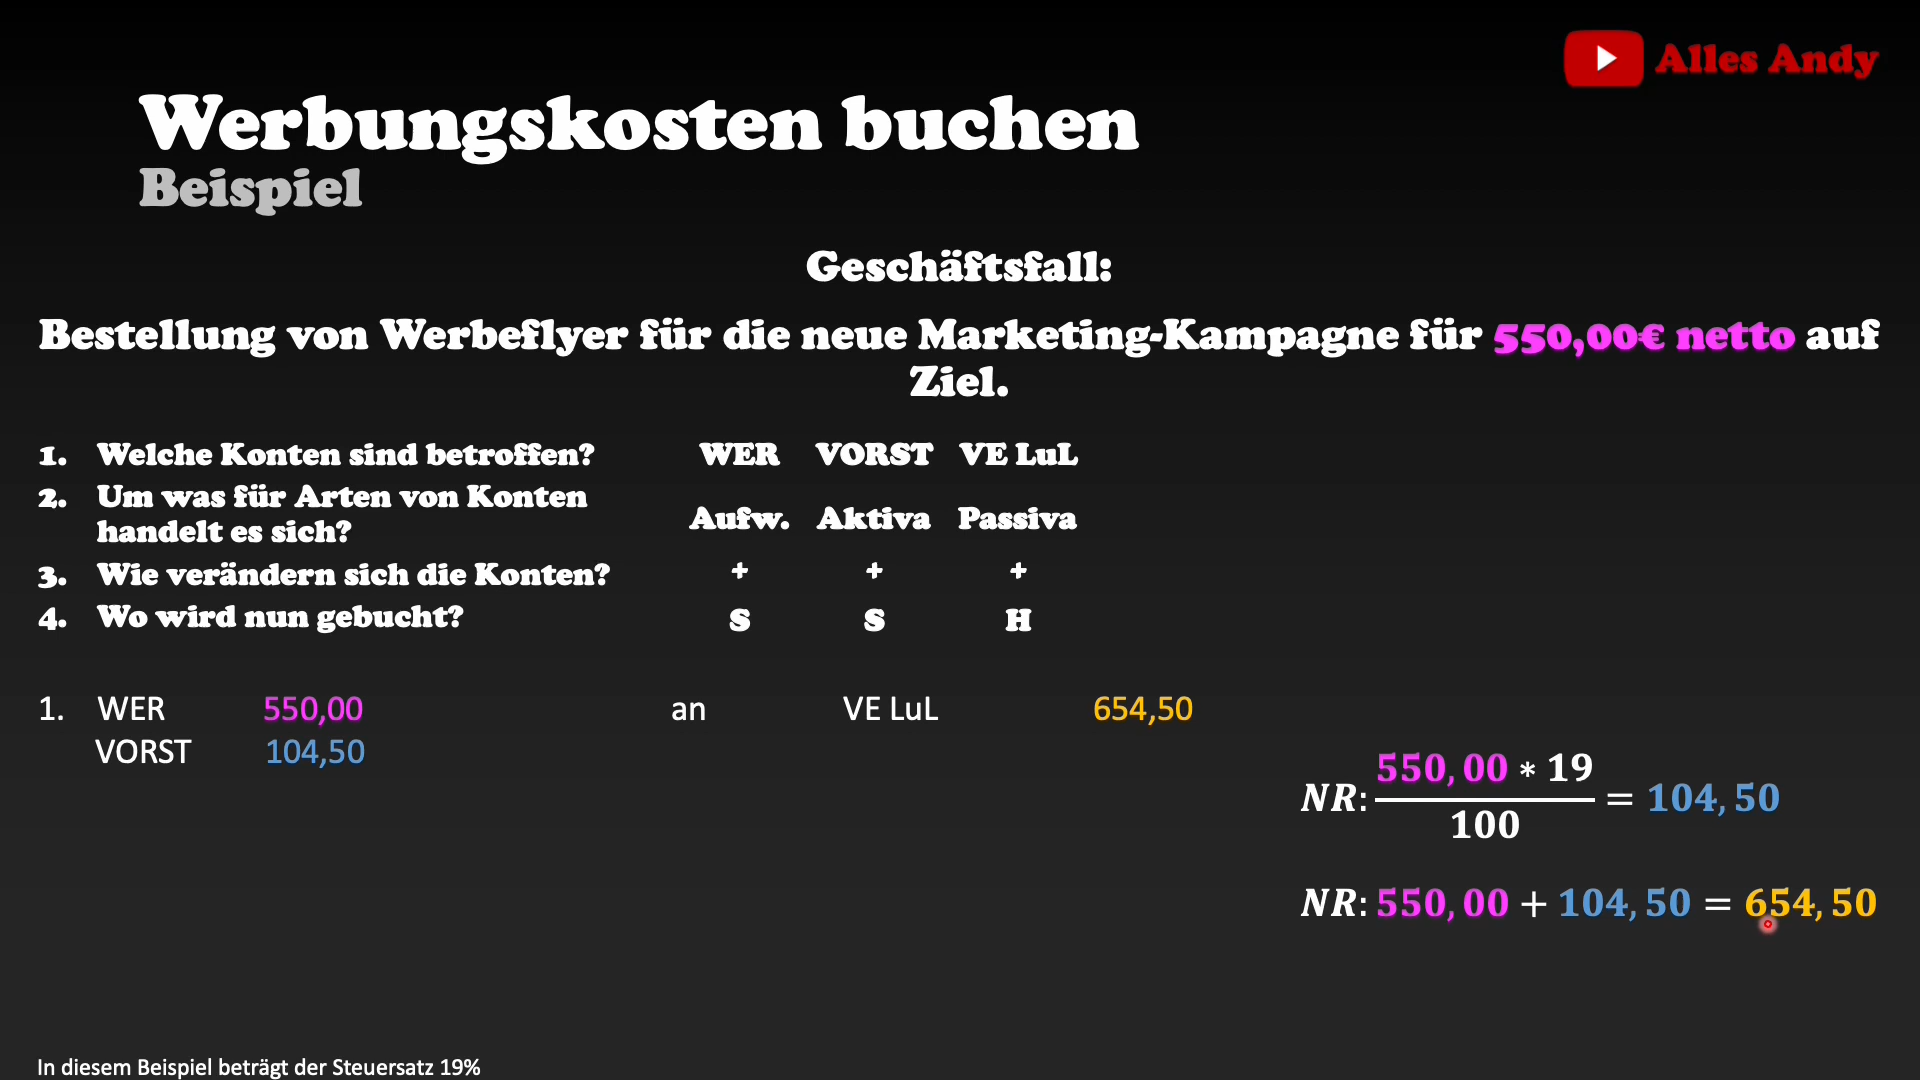 Alles Andy
Werbungskosten buchen
Beispiel
Geschäftsfall:
Bestellung von Werbeflyer für die neue Marketing-Kampagne für 550,00€ netto auf
Ziel.
1. Welche Konten sind betroffen? WER VORST VE LuL
2. Um was für Arten von Konten
handelt es sich? Aufw. Aktiva Passiva
3. Wie verändern sich die Konten? + + +
4. Wo wird nun gebucht? S S H
1. WER 550,00 an VE LuL 654,50
VORST 104,50
NR: 550,00 * 19 / 100 = 104,50
NR: 550,00 + 104,50 = 654,50
In diesem Beispiel beträgt der Steuersatz 19%